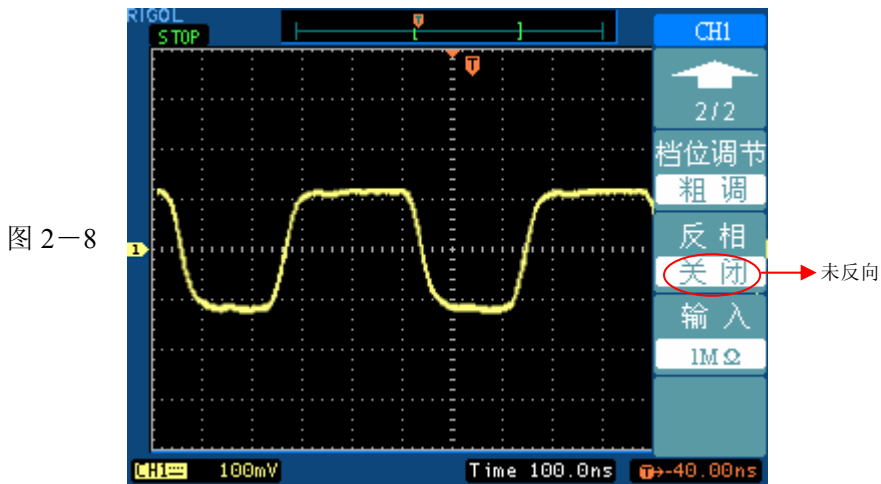 RIGOL
STOP
T
T
CH1
2/2
档位调节
粗 调
反 相
关 闭
未反向
输 入
1MΩ
图 2－8
1
CH1 100mV
Time 100.0ns
T→-40.00ns